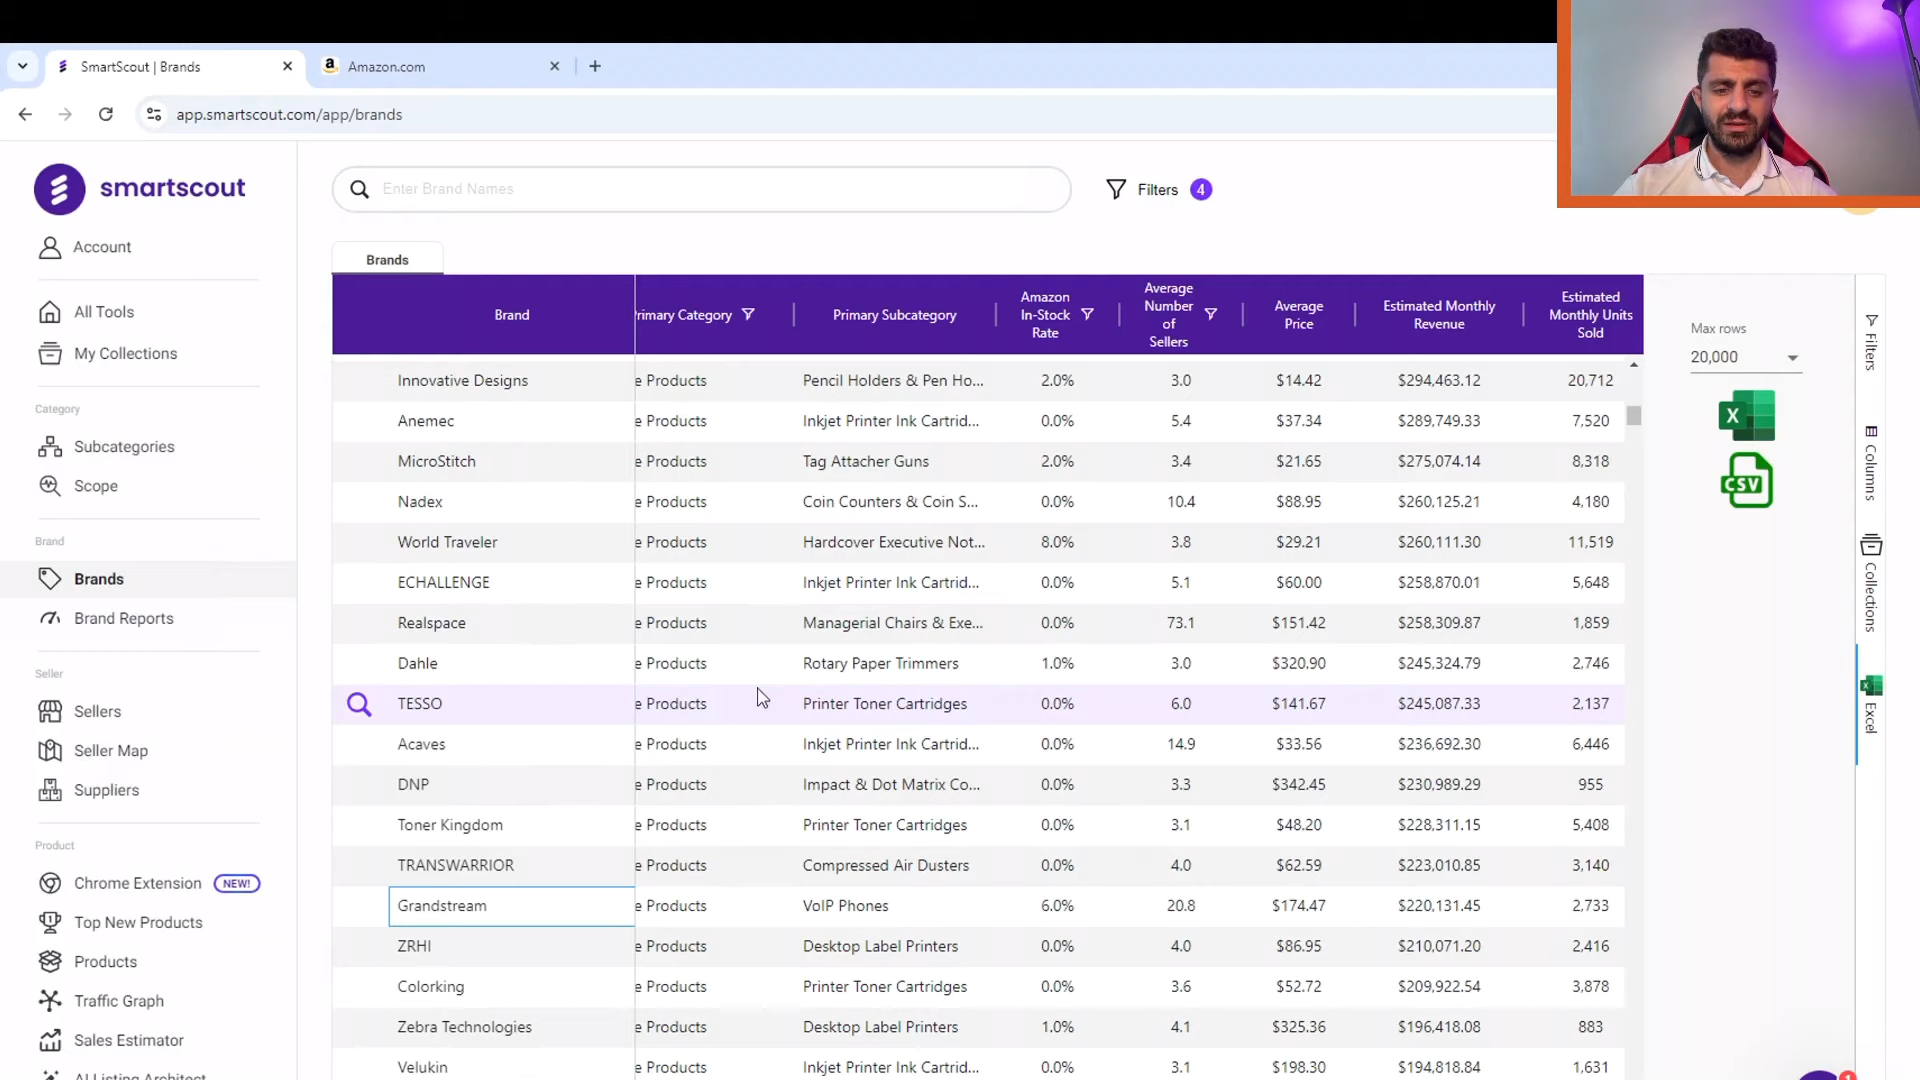 SmartScout | Brands
Amazon.com
app.smartscout.com/app/brands
smartscout
Account
All Tools
My Collections
Category
Subcategories
Scope
Brand
Brands
Brand Reports
Seller
Sellers
Seller Map
Suppliers
Product
Chrome Extension NEW!
Top New Products
Products
Traffic Graph
Sales Estimator
AI Listing Architect
Enter Brand Names
Filters 4
Brands
Brand
rimary Category
Primary Subcategory
Amazon In-Stock Rate
Average Number of Sellers
Average Price
Estimated Monthly Revenue
Estimated Monthly Units Sold
Innovative Designs e Products Pencil Holders & Pen Ho... 2.0% 3.0 $14.42 $294,463.12 20,712
Anemec e Products Inkjet Printer Ink Cartrid... 0.0% 5.4 $37.34 $289,749.33 7,520
MicroStitch e Products Tag Attacher Guns 2.0% 3.4 $21.65 $275,074.14 8,318
Nadex e Products Coin Counters & Coin S... 0.0% 10.4 $88.95 $260,125.21 4,180
World Traveler e Products Hardcover Executive Not... 8.0% 3.8 $29.21 $260,111.30 11,519
ECHALLENGE e Products Inkjet Printer Ink Cartrid... 0.0% 5.1 $60.00 $258,870.01 5,648
Realspace e Products Managerial Chairs & Exe... 0.0% 73.1 $151.42 $258,309.87 1,859
Dahle e Products Rotary Paper Trimmers 1.0% 3.0 $320.90 $245,324.79 2,746
TESSO e Products Printer Toner Cartridges 0.0% 6.0 $141.67 $245,087.33 2,137
Acaves e Products Inkjet Printer Ink Cartrid... 0.0% 14.9 $33.56 $236,692.30 6,446
DNP e Products Impact & Dot Matrix Co... 0.0% 3.3 $342.45 $230,989.29 955
Toner Kingdom e Products Printer Toner Cartridges 0.0% 3.1 $48.20 $228,311.15 5,408
TRANSWARRIOR e Products Compressed Air Dusters 0.0% 4.0 $62.59 $223,010.85 3,140
Grandstream e Products VoIP Phones 6.0% 20.8 $174.47 $220,131.45 2,733
ZRHI e Products Desktop Label Printers 0.0% 4.0 $86.95 $210,071.20 2,416
Colorking e Products Printer Toner Cartridges 0.0% 3.6 $52.72 $209,922.54 3,878
Zebra Technologies e Products Desktop Label Printers 1.0% 4.1 $325.36 $196,418.08 883
Velukin e Products Inkjet Printer Ink Cartrid... 0.0% 3.1 $198.30 $194,818.84 1,631
Max rows
20,000
X
CSV
Filters
Columns
Collections
Excel